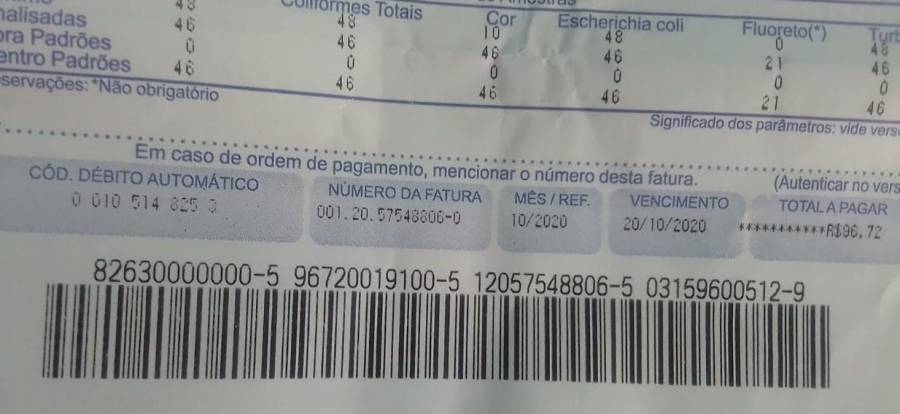 Coliformes Totais Cor Escherichia coli Fluoreto(*)
48 48 10 48 0 48
nalisadas 46 46 46 46 21 46
ora Padrões 0 0 0 0 0 0
entro Padrões 46 46 46 46 21 46
servações: *Não obrigatório
Significado dos parâmetros: vide vers
Em caso de ordem de pagamento, mencionar o número desta fatura. (Autenticar no vers
CÓD. DÉBITO AUTOMÁTICO NÚMERO DA FATURA MÊS / REF. VENCIMENTO TOTAL A PAGAR
0 010 514 825 3 001.20.57548806-0 10/2020 20/10/2020 ***********R$96,72
82630000000-5 96720019100-5 12057548806-5 03159600512-9